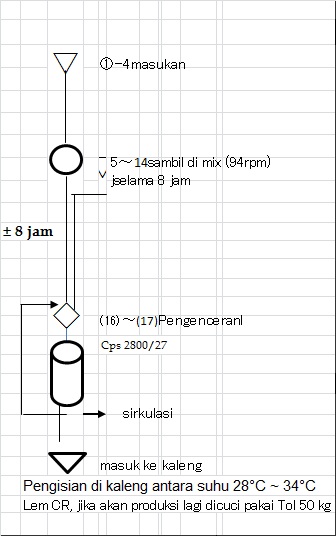 ①-4masukan
5～14sambil di mix (94rpm)
jselama 8 jam
± 8 jam
(16)～(17)Pengenceranl
Cps 2800/27
sirkulasi
masuk ke kaleng
Pengisian di kaleng antara suhu 28°C ~ 34°C
Lem CR, jika akan produksi lagi dicuci pakai Tol 50 kg